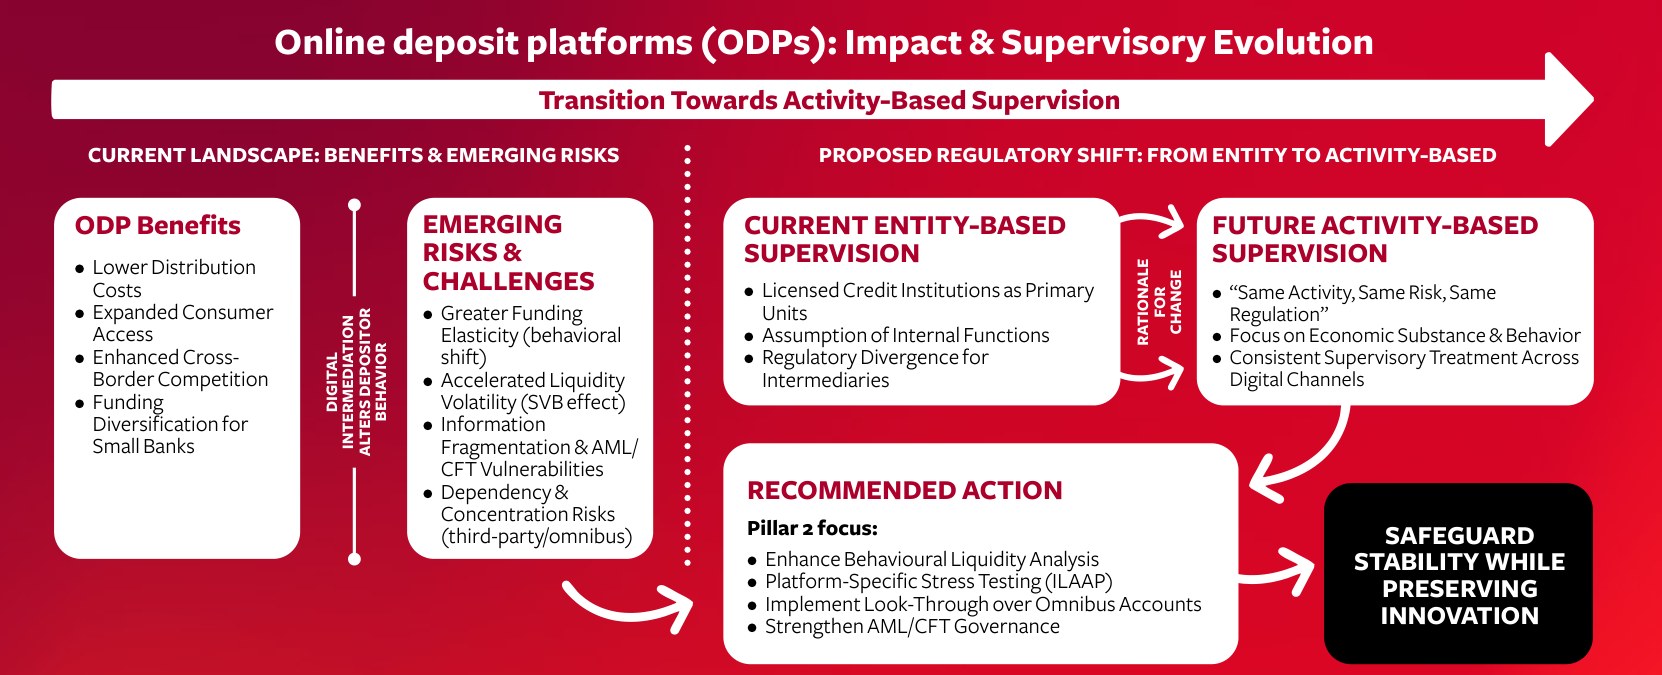 Online deposit platforms (ODPs): Impact & Supervisory Evolution
Transition Towards Activity-Based Supervision
CURRENT LANDSCAPE: BENEFITS & EMERGING RISKS
ODP Benefits
● Lower Distribution
Costs
● Expanded Consumer
Access
● Enhanced Cross-
Border Competition
● Funding
Diversification for
Small Banks
DIGITAL
INTERMEDIATION
ALTERS DEPOSITOR
BEHAVIOR
EMERGING
RISKS &
CHALLENGES
● Greater Funding
Elasticity (behavioral
shift)
● Accelerated Liquidity
Volatility (SVB effect)
● Information
Fragmentation & AML/
CFT Vulnerabilities
● Dependency &
Concentration Risks
(third-party/omnibus)
PROPOSED REGULATORY SHIFT: FROM ENTITY TO ACTIVITY-BASED
CURRENT ENTITY-BASED
SUPERVISION
● Licensed Credit Institutions as Primary
Units
● Assumption of Internal Functions
● Regulatory Divergence for
Intermediaries
RATIONALE
FOR
CHANGE
FUTURE ACTIVITY-BASED
SUPERVISION
● “Same Activity, Same Risk, Same
Regulation”
● Focus on Economic Substance & Behavior
● Consistent Supervisory Treatment Across
Digital Channels
RECOMMENDED ACTION
Pillar 2 focus:
● Enhance Behavioural Liquidity Analysis
● Platform-Specific Stress Testing (ILAAP)
● Implement Look-Through over Omnibus Accounts
● Strengthen AML/CFT Governance
SAFEGUARD
STABILITY WHILE
PRESERVING
INNOVATION